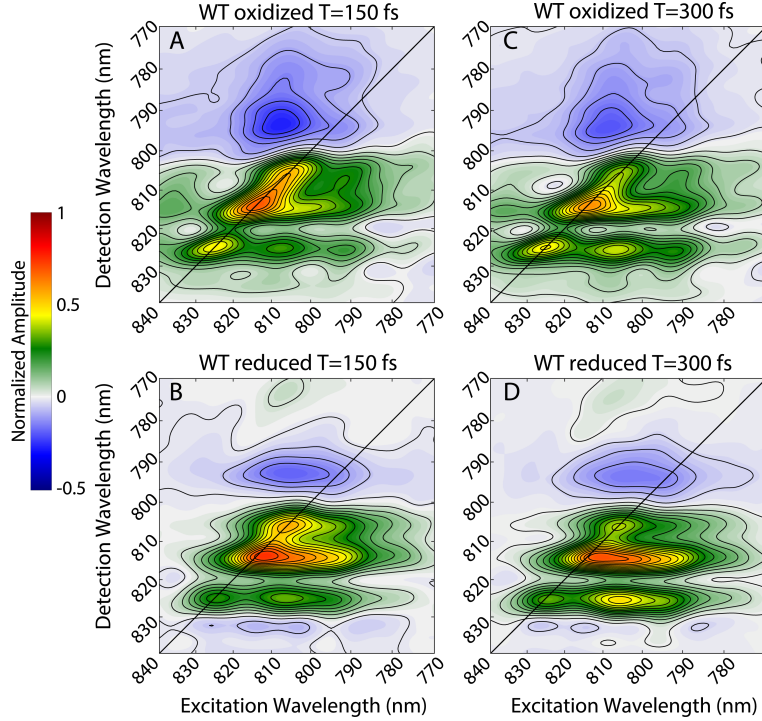 WT oxidized T=150 fs
WT oxidized T=300 fs
A
C
770
780
790
800
810
820
830
Detection Wavelength (nm)
840 830 820 810 800 790 780 770
770
780
790
800
810
820
830
840 830 820 810 800 790 780 770
Normalized Amplitude
1
0.5
0
-0.5
WT reduced T=150 fs
WT reduced T=300 fs
B
D
770
780
790
800
810
820
830
Detection Wavelength (nm)
840 830 820 810 800 790 780 770
Excitation Wavelength (nm)
770
780
790
800
810
820
830
840 830 820 810 800 790 780 770
Excitation Wavelength (nm)